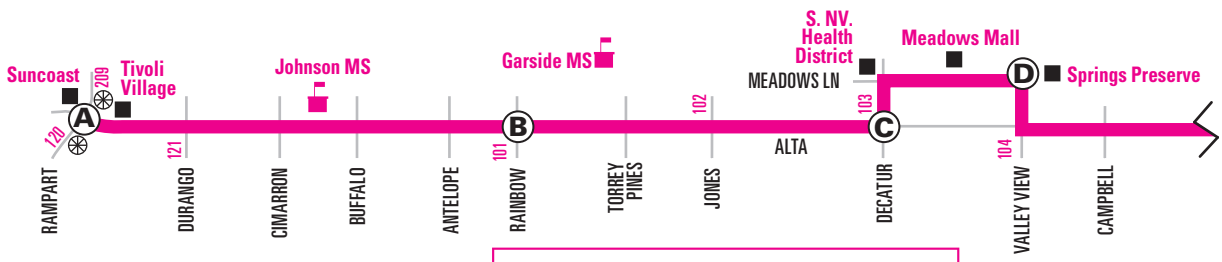 Suncoast
209
Tivoli
Village
Johnson MS
Garside MS
S. NV.
Health
District
Meadows Mall
Springs Preserve
MEADOWS LN
A
B
C
D
120
121
101
102
103
104
ALTA
RAMPART
DURANGO
CIMARRON
BUFFALO
ANTELOPE
RAINBOW
TORREY
PINES
JONES
DECATUR
VALLEY VIEW
CAMPBELL